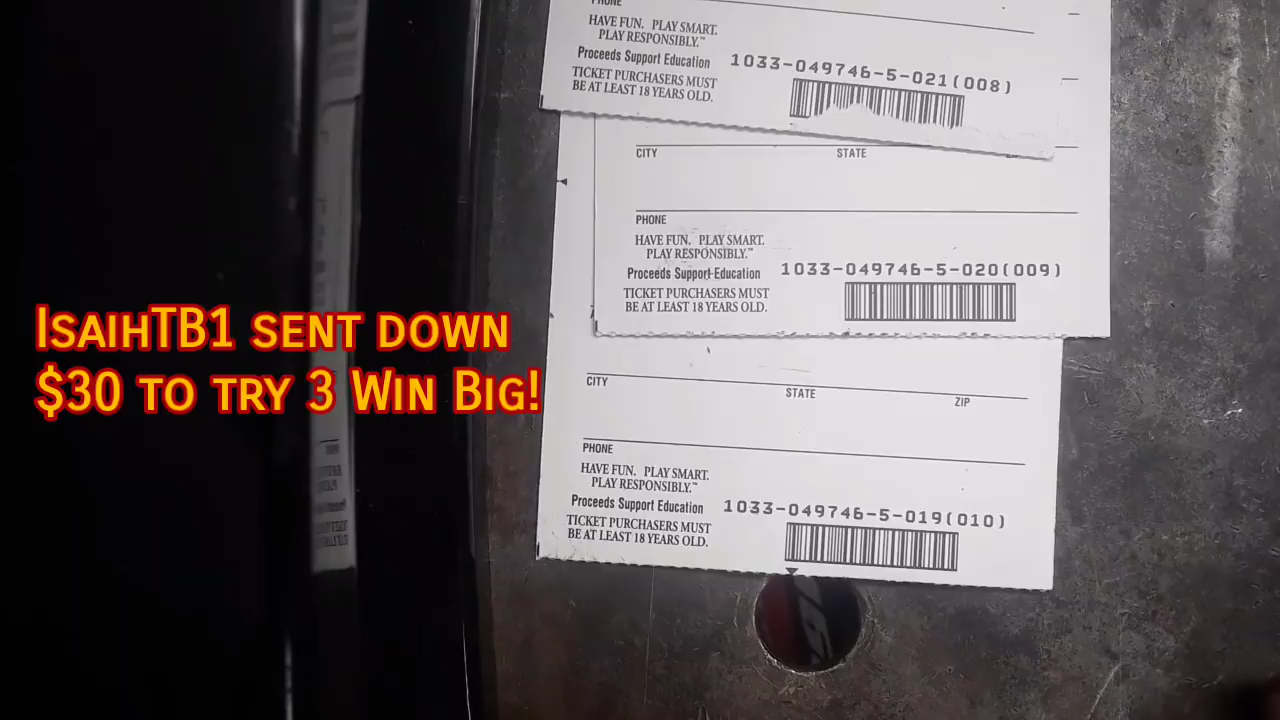 PHONE
HAVE FUN. PLAY SMART.
PLAY RESPONSIBLY.™
Proceeds Support Education
1033-049746-5-021(008)
TICKET PURCHASERS MUST
BE AT LEAST 18 YEARS OLD.
CITY STATE
PHONE
HAVE FUN. PLAY SMART.
PLAY RESPONSIBLY.™
Proceeds Support Education
1033-049746-5-020(009)
TICKET PURCHASERS MUST
BE AT LEAST 18 YEARS OLD.
IsaihTB1 sent down
$30 to try 3 Win Big!
CITY STATE ZIP
PHONE
HAVE FUN. PLAY SMART.
PLAY RESPONSIBLY.™
Proceeds Support Education
1033-049746-5-019(010)
TICKET PURCHASERS MUST
BE AT LEAST 18 YEARS OLD.